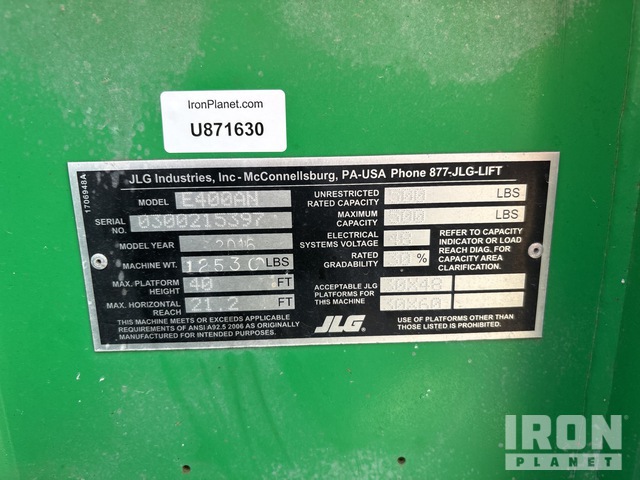 IronPlanet.com
U871630
1706948A
JLG Industries, Inc - McConnellsburg, PA-USA Phone 877-JLG-LIFT
MODEL E400AN
SERIAL NO. 0300215397
MODEL YEAR 2016
MACHINE WT. 12530 LBS
MAX. PLATFORM HEIGHT 40 FT
MAX. HORIZONTAL REACH 21.2 FT
THIS MACHINE MEETS OR EXCEEDS APPLICABLE
REQUIREMENTS OF ANSI A92.5 2006 AS ORIGINALLY
MANUFACTURED FOR INTENDED PURPOSES.
UNRESTRICTED RATED CAPACITY 500 LBS
MAXIMUM CAPACITY 500 LBS
ELECTRICAL SYSTEMS VOLTAGE 48
RATED GRADABILITY 30 %
REFER TO CAPACITY
INDICATOR OR LOAD
REACH DIAG. FOR
CAPACITY AREA
CLARIFICATION.
ACCEPTABLE JLG
PLATFORMS FOR
THIS MACHINE
30X48
30X60
JLG
USE OF PLATFORMS OTHER THAN
THOSE LISTED IS PROHIBITED.
IRON
PLANET